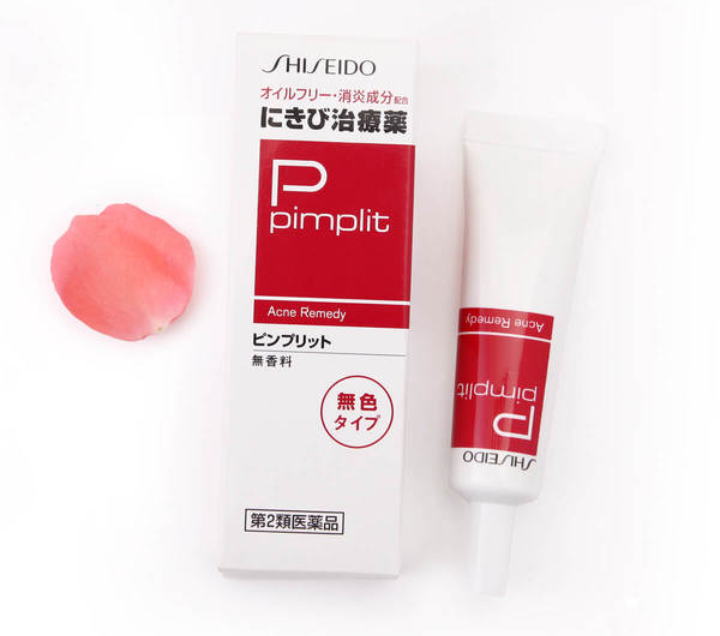 SHISEIDO
オイルフリー・消炎成分配合
にきび治療薬
P
pimplit
Acne Remedy
ピンプリット
無香料
無色
タイプ
第2類医薬品
Acne Remedy
pimplit
P
SHISEIDO